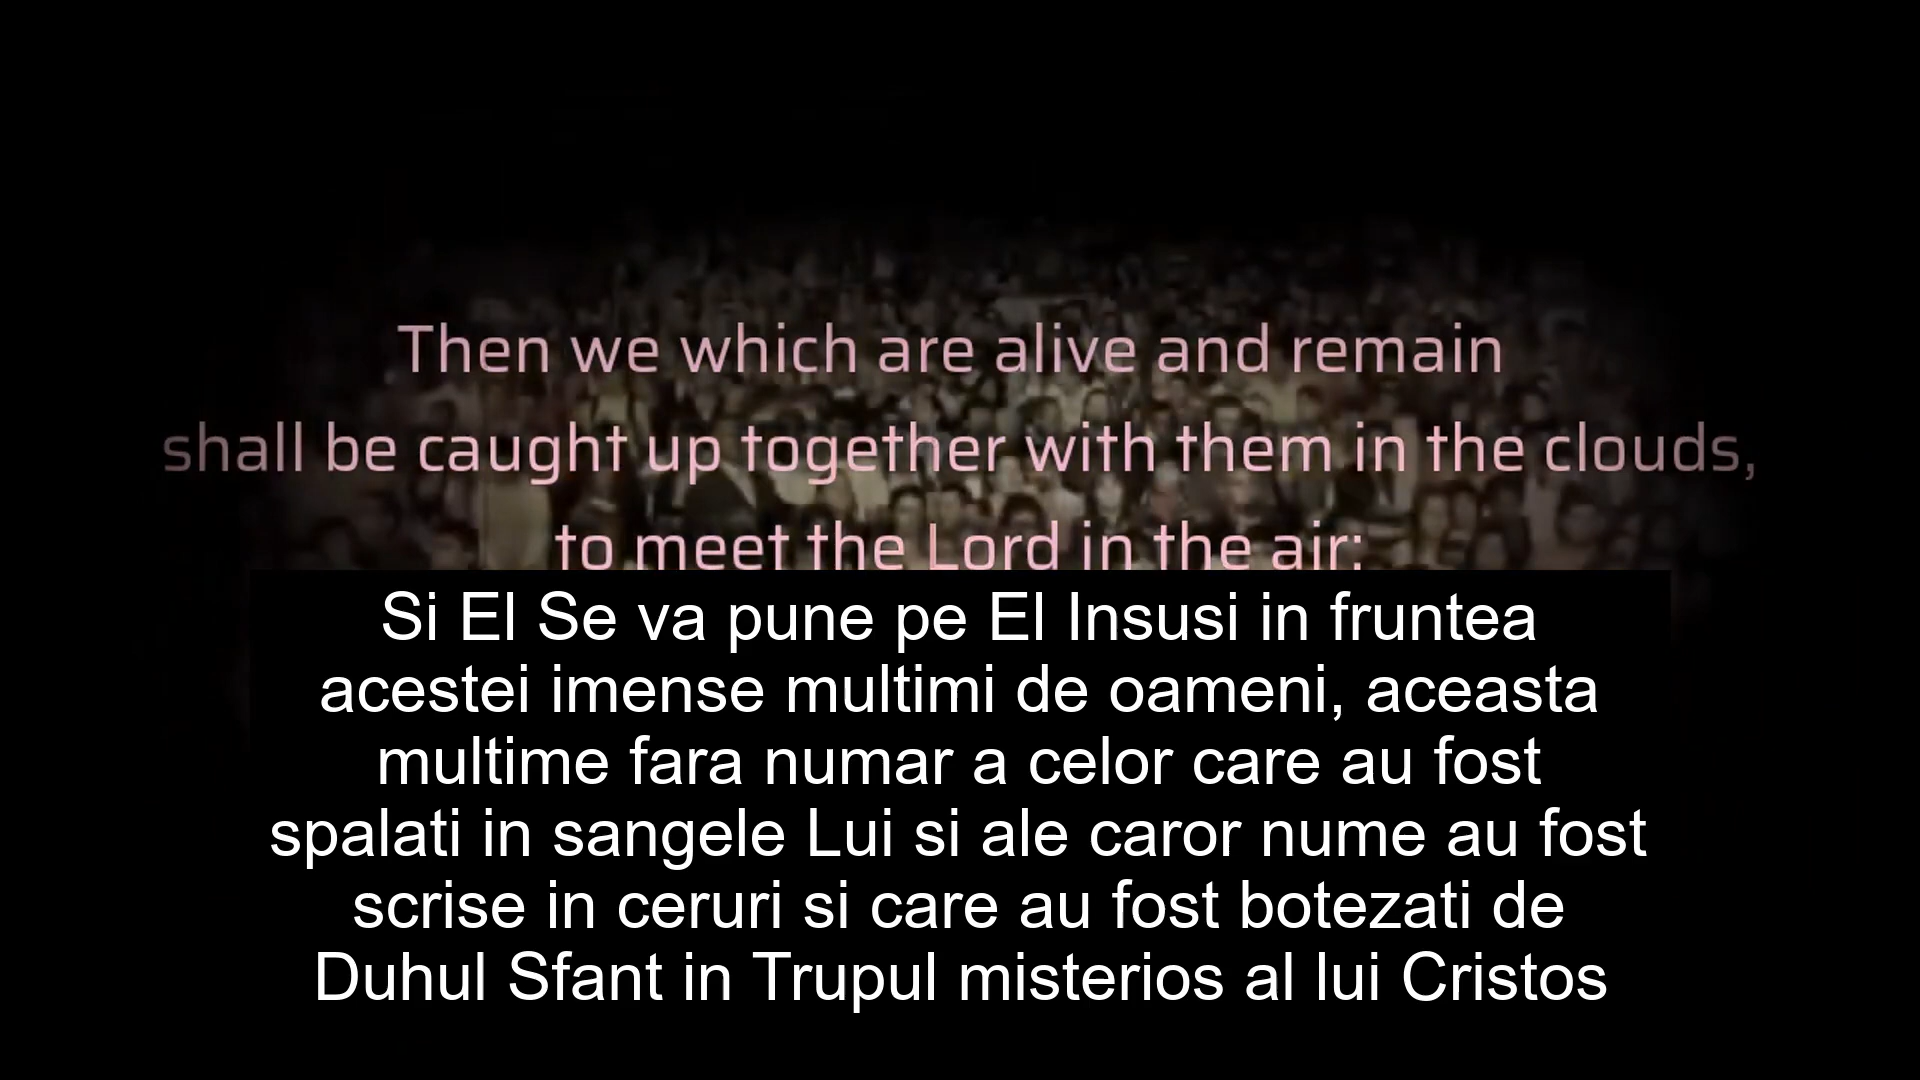 Then we which are alive and remain
shall be caught up together with them in the clouds,
to meet the Lord in the air:
Si El Se va pune pe El Insusi in fruntea
acestei imense multimi de oameni, aceasta
multime fara numar a celor care au fost
spalati in sangele Lui si ale caror nume au fost
scrise in ceruri si care au fost botezati de
Duhul Sfant in Trupul misterios al lui Cristos